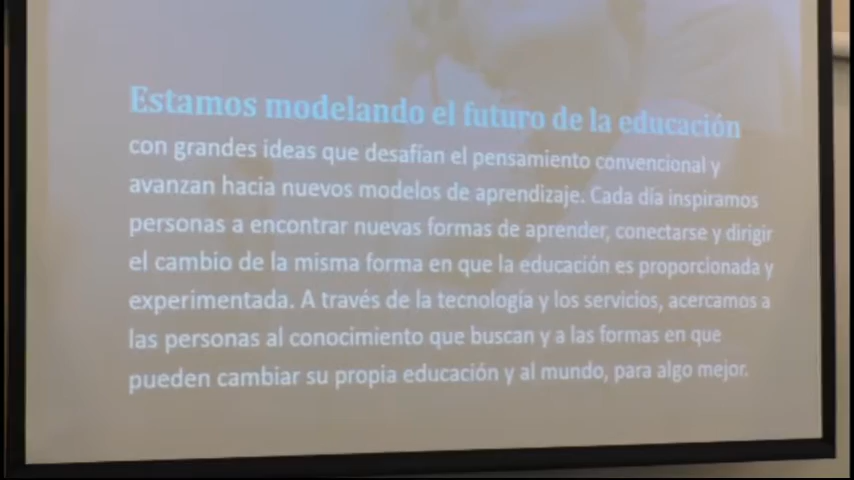 Estamos modelando el futuro de la educación
con grandes ideas que desafían el pensamiento convencional y
avanzan hacia nuevos modelos de aprendizaje. Cada día inspiramos
personas a encontrar nuevas formas de aprender, conectarse y dirigir
el cambio de la misma forma en que la educación es proporcionada y
experimentada. A través de la tecnología y los servicios, acercamos a
las personas al conocimiento que buscan y a las formas en que
pueden cambiar su propia educación y al mundo, para algo mejor.